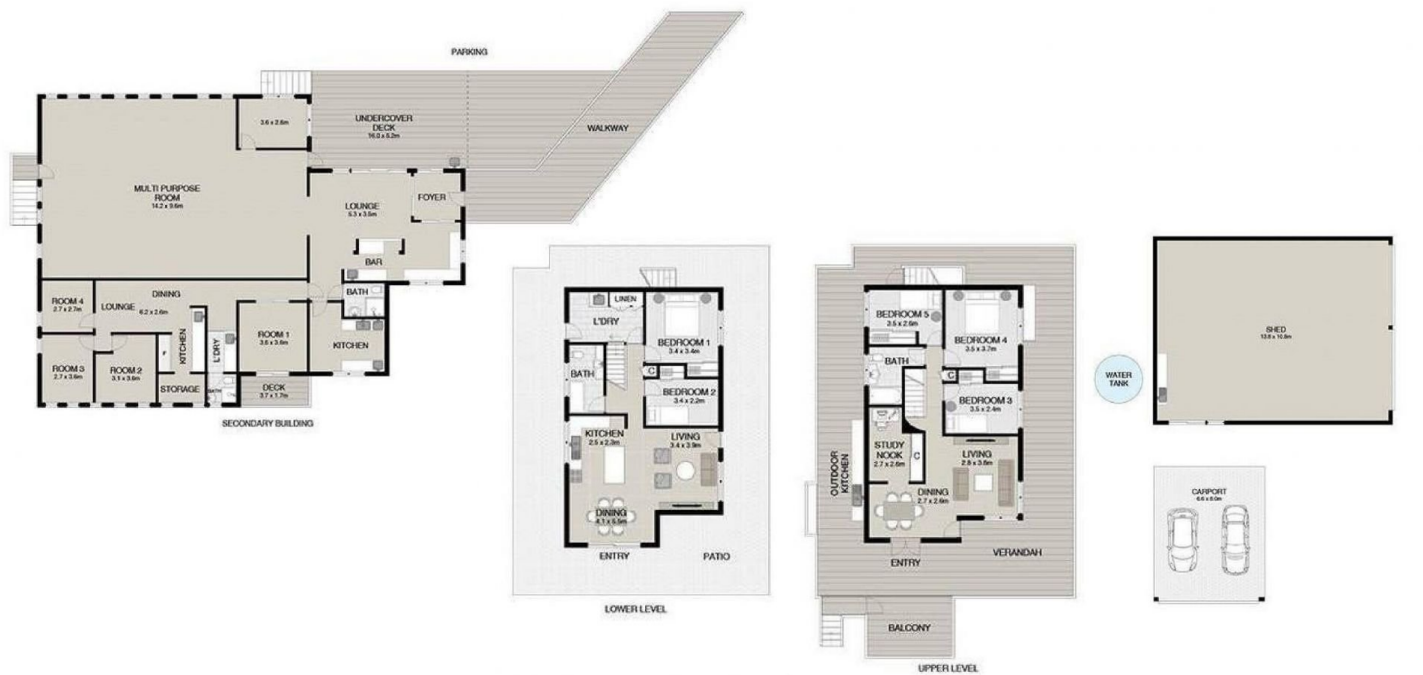 PARKING
3.6 x 2.6m
UNDERCOVER
DECK
16.0 x 5.2m
WALKWAY
MULTI PURPOSE
ROOM
14.2 x 9.6m
LOUNGE
5.3 x 3.5m
FOYER
BAR
BATH
KITCHEN
ROOM 4
2.7 x 2.7m
LOUNGE
DINING
6.2 x 2.6m
KITCHEN
L'DRY
ROOM 1
3.6 x 3.6m
ROOM 3
2.7 x 3.6m
ROOM 2
3.1 x 3.6m
F
STORAGE
BATH
DECK
3.7 x 1.7m
SECONDARY BUILDING
LINEN
L'DRY
BEDROOM 1
3.4 x 3.4m
BATH
C
BEDROOM 2
3.4 x 2.2m
KITCHEN
2.5 x 2.3m
LIVING
3.4 x 3.9m
DINING
4.1 x 5.5m
ENTRY
PATIO
LOWER LEVEL
BEDROOM 5
3.5 x 2.6m
BEDROOM 4
3.5 x 3.7m
BATH
C
BEDROOM 3
3.5 x 2.4m
STUDY
NOOK
2.7 x 2.6m
C
LIVING
2.8 x 3.8m
OUTDOOR
KITCHEN
DINING
2.7 x 2.6m
ENTRY
VERANDAH
BALCONY
UPPER LEVEL
WATER
TANK
SHED
13.6 x 10.8m
CARPORT
6.6 x 8.0m